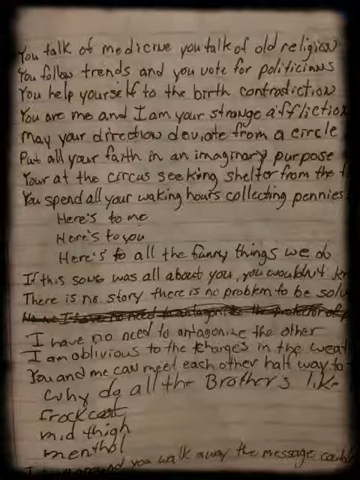 You talk of medicine you talk of old religion
You follow trends and you vote for politicians
You help yourself to the birth contradiction
You are me and I am your strange affliction
May your direction deviate from a circle
Put all your faith in an imaginary purpose
Your at the circus seeking shelter from the
You spend all your waking hours collecting pennies
Here's to me
Here's to you
Here's to all the funny things we do
If this song was all about you, you wouldn't
There is no story there is no problem to be
I have no need to antagonize the other
I am oblivious to the changes in the
You and me can meet each other half way to
Why do all the Brothers like
Frock coat
mid thigh
menthol
you walk away the message